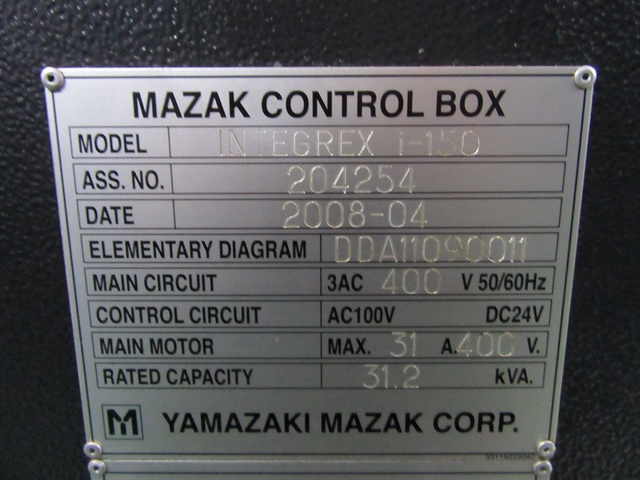 MAZAK CONTROL BOX
MODEL INTEGREX i-150
ASS. NO. 204254
DATE 2008-04
ELEMENTARY DIAGRAM DDA11090011
MAIN CIRCUIT 3AC 400 V 50/60Hz
CONTROL CIRCUIT AC100V DC24V
MAIN MOTOR MAX. 31 A. 400 V.
RATED CAPACITY 31.2 kVA.
M YAMAZAKI MAZAK CORP.